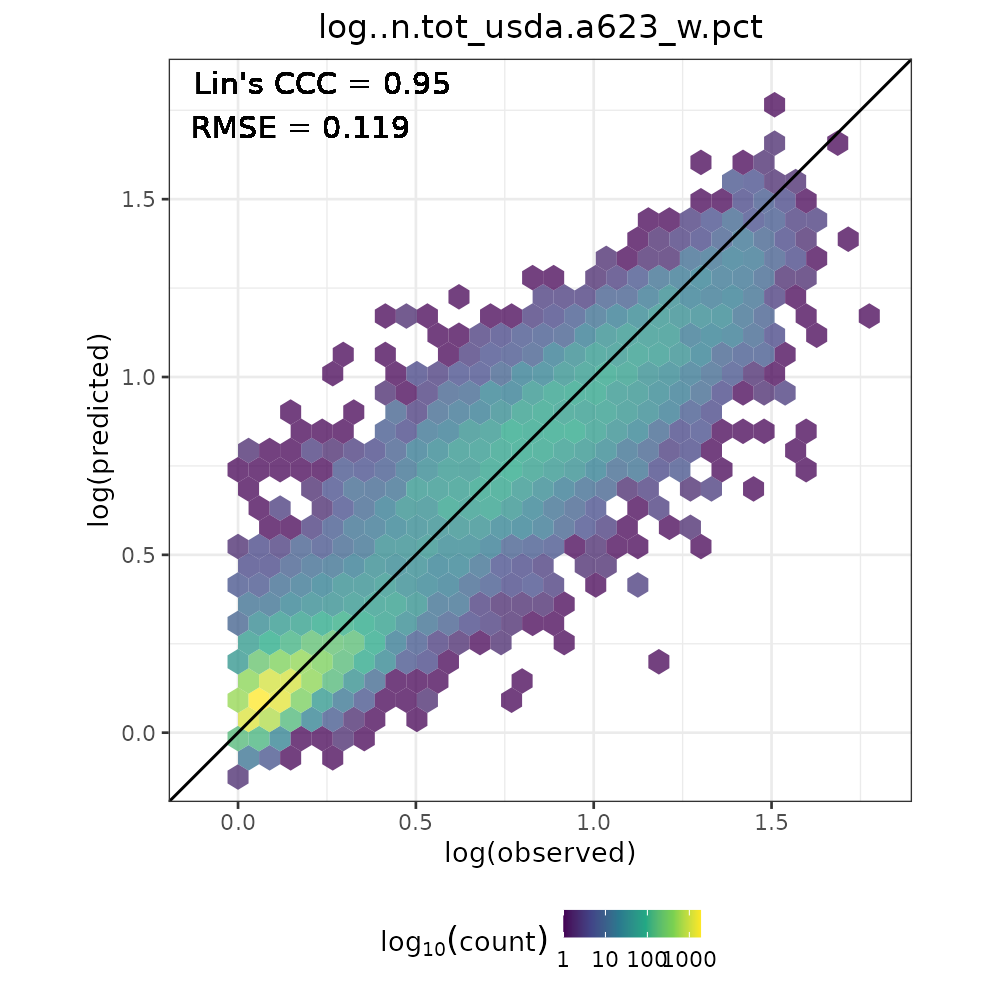 log..n.tot_usda.a623_w.pct
Lin's CCC = 0.95
RMSE = 0.119
log(predicted)
1.5
1.0
0.5
0.0
0.0 0.5 1.0 1.5
log(observed)
log10(count)
1 10 100 1000